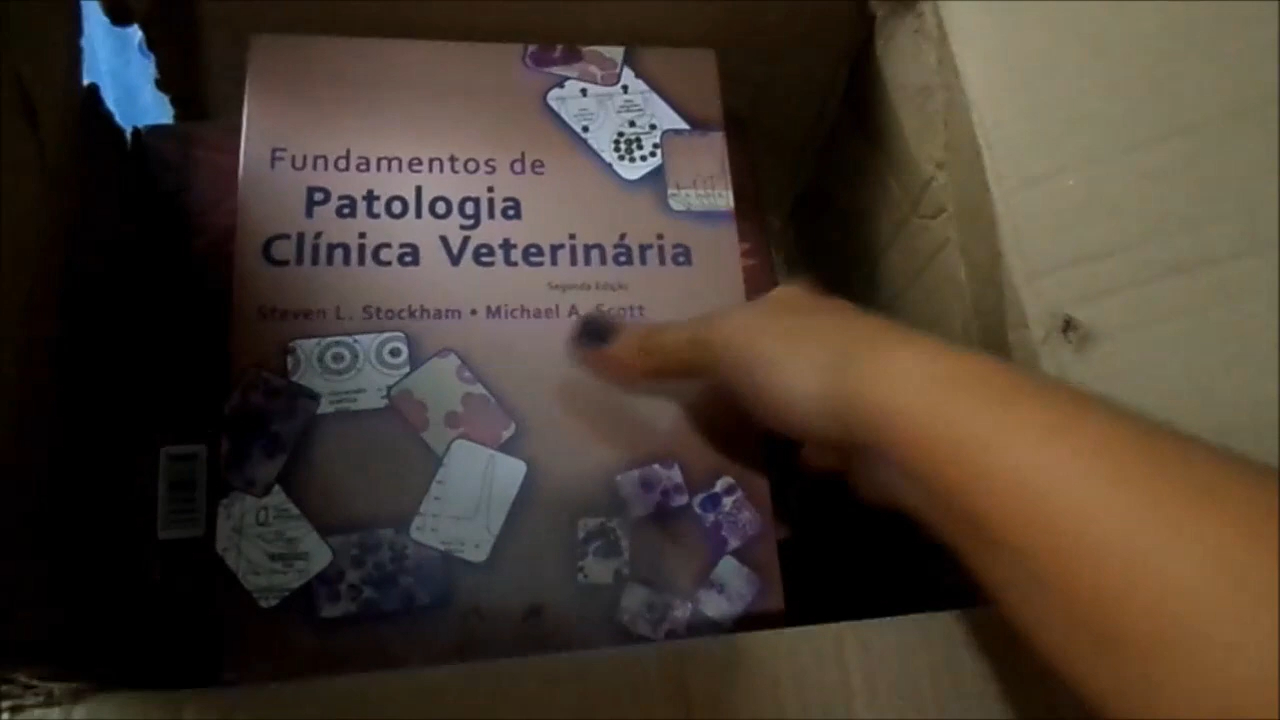 Fundamentos de
Patologia
Clínica Veterinária
Segunda Edição
Steven L. Stockham • Michael A. Scott